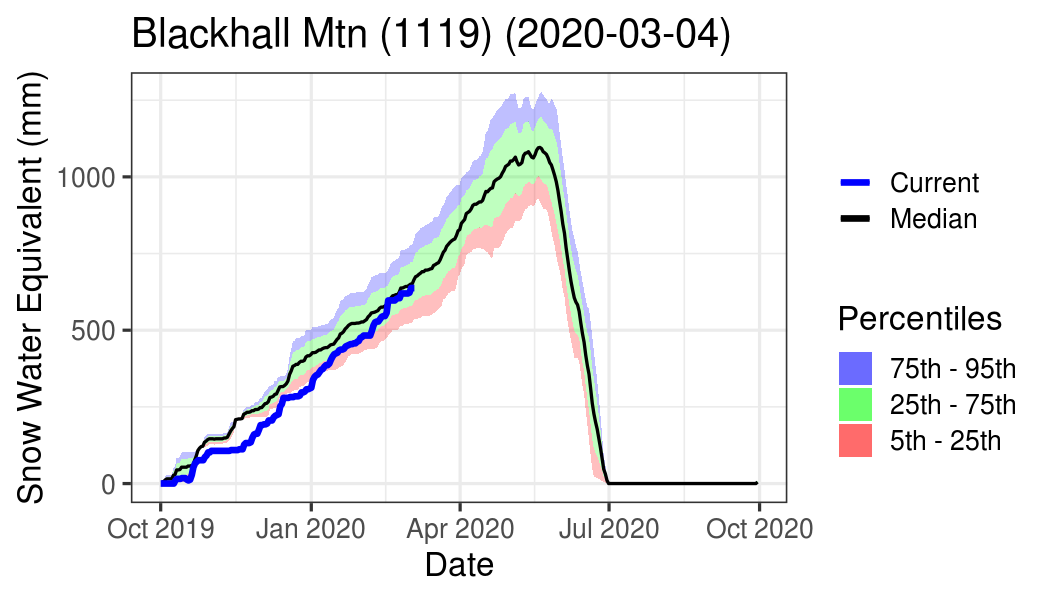 Blackhall Mtn (1119) (2020-03-04)
Snow Water Equivalent (mm)
1000
500
0
Oct 2019 Jan 2020 Apr 2020 Jul 2020 Oct 2020
Date
Current
Median
Percentiles
75th - 95th
25th - 75th
5th - 25th